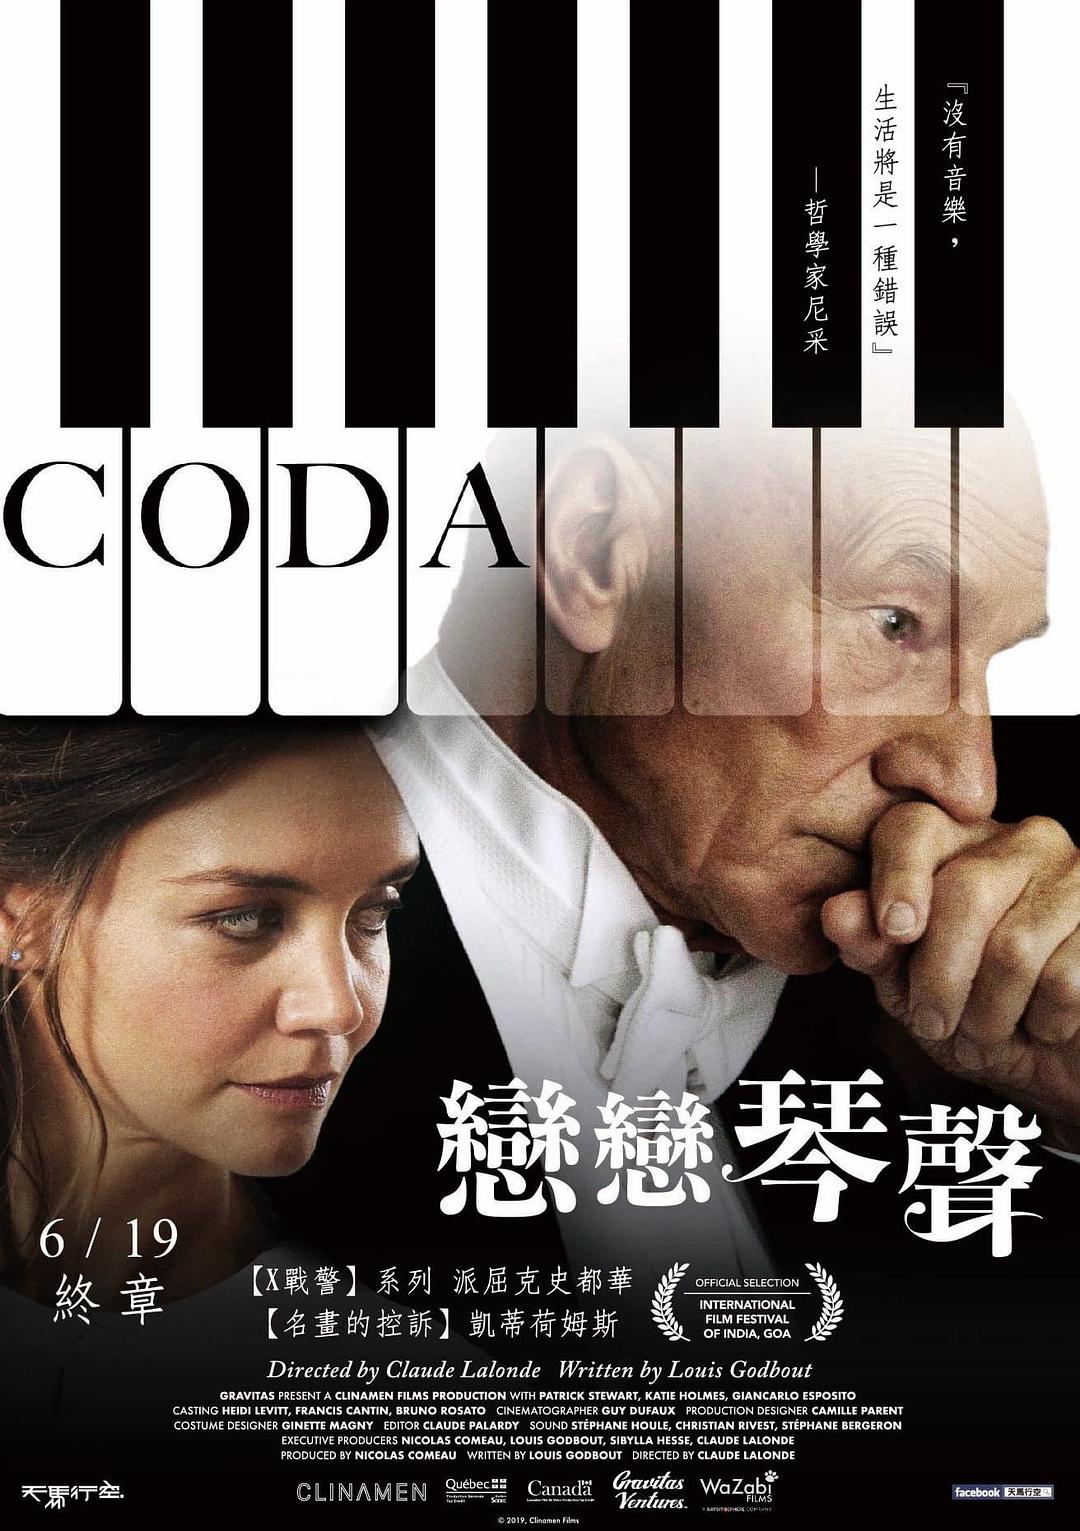 『沒有音樂，
生活將是一種錯誤』
—哲學家尼采
CODA
戀戀琴聲
6 / 19
終章
【X戰警】系列 派屈克史都華
【名畫的控訴】凱蒂荷姆斯
OFFICIAL SELECTION
INTERNATIONAL
FILM FESTIVAL
OF INDIA, GOA
Directed by Claude Lalonde Written by Louis Godbout
GRAVITAS PRESENT A CLINAMEN FILMS PRODUCTION WITH PATRICK STEWART, KATIE HOLMES, GIANCARLO ESPOSITO
CASTING HEIDI LEVITT, FRANCIS CANTIN, BRUNO ROSATO CINEMATOGRAPHER GUY DUFAUX PRODUCTION DESIGNER CAMILLE PARENT
COSTUME DESIGNER GINETTE MAGNY EDITOR CLAUDE PALARDY SOUND STÉPHANE HOULE, CHRISTIAN RIVEST, STÉPHANE BERGERON
EXECUTIVE PRODUCERS NICOLAS COMEAU, LOUIS GODBOUT, SIBYLLA HESSE, CLAUDE LALONDE
PRODUCED BY NICOLAS COMEAU WRITTEN BY LOUIS GODBOUT DIRECTED BY CLAUDE LALONDE
天馬行空
CLINAMEN
Québec
Canada
Gravitas
Ventures
WaZabi
FILMS
facebook 天馬行空
© 2019, Clinamen Films